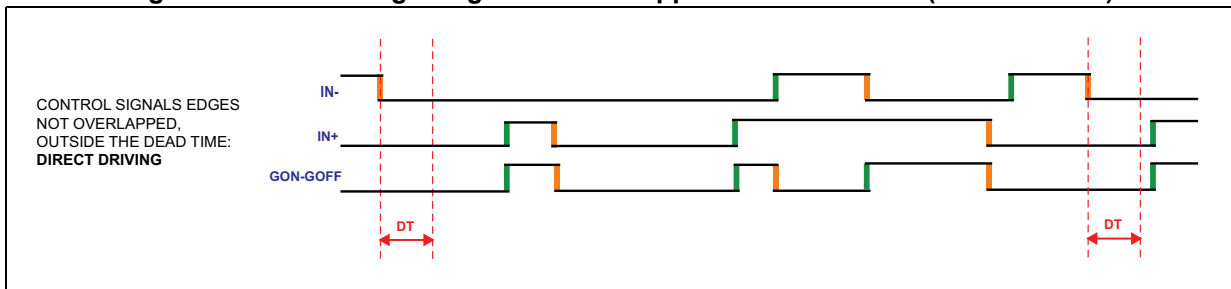 CONTROL SIGNALS EDGES
NOT OVERLAPPED,
OUTSIDE THE DEAD TIME:
DIRECT DRIVING
IN-
IN+
GON-GOFF
DT
DT